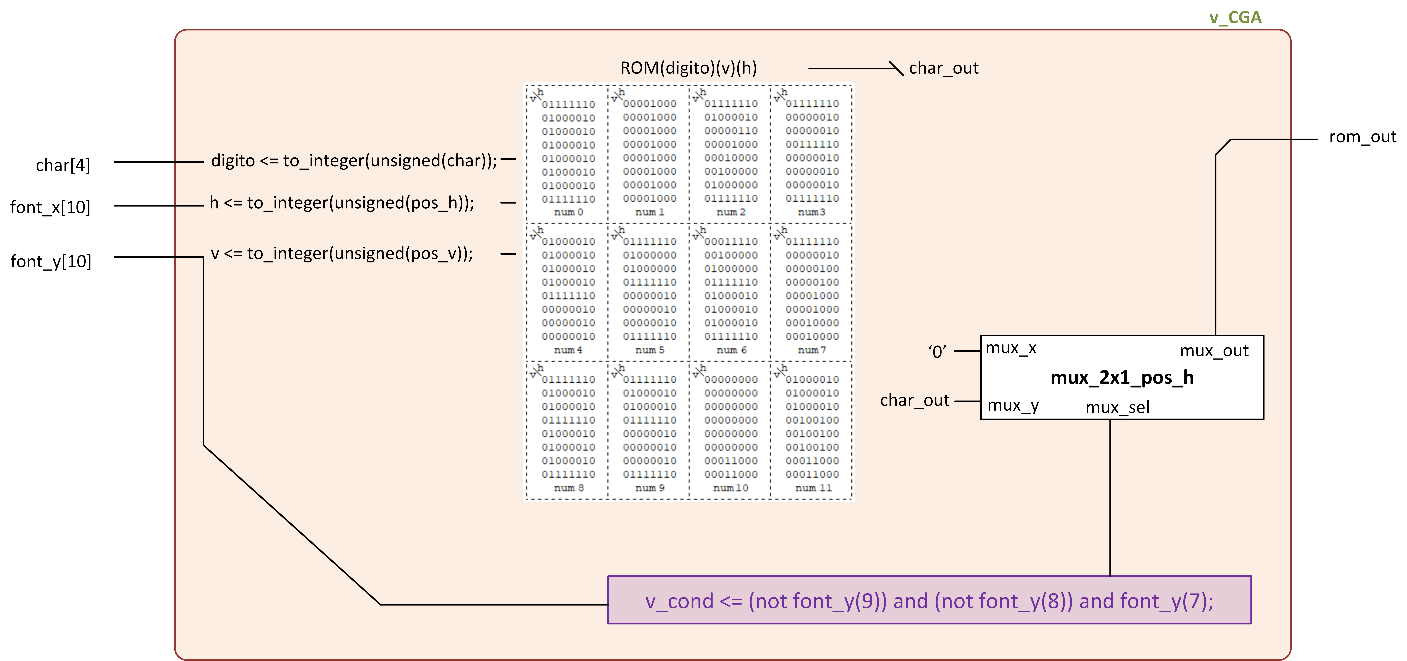 v_CGA
ROM(digito)(v)(h)
char_out
char[4]
font_x[10]
font_y[10]
digito <= to_integer(unsigned(char));
h <= to_integer(unsigned(pos_h));
v <= to_integer(unsigned(pos_v));
v h v h v h v h
01111110 00001000 01111110 01111110
01000010 00001000 01000010 00000010
01000010 00001000 00000110 00000010
01000010 00001000 00001000 00111110
01000010 00001000 00010000 00000010
01000010 00001000 00100000 00000010
01000010 00001000 01000000 00000010
01111110 00001000 01111110 01111110
num 0 num 1 num 2 num 3
v h v h v h v h
01000010 01111110 00011110 01111110
01000010 01000000 00100000 00000010
01000010 01000000 01000000 00000100
01000010 01111110 01111110 00000100
01111110 00000010 01000010 00001000
00000010 00000010 01000010 00001000
00000010 00000010 01000010 00010000
00000010 01111110 01111110 00010000
num 4 num 5 num 6 num 7
v h v h v h v h
01111110 01111110 00000000 01000010
01000010 01000010 00000000 01000010
01000010 01000010 00000000 01000010
01111110 01111110 00000000 00100100
01000010 00000010 00000000 00100100
01000010 00000010 00000000 00100100
01000010 00000010 00011000 00011000
01111110 01111110 00011000 00011000
num 8 num 9 num 10 num 11
rom_out
‘0’
char_out
mux_x
mux_out
mux_2x1_pos_h
mux_y
mux_sel
v_cond <= (not font_y(9)) and (not font_y(8)) and font_y(7);